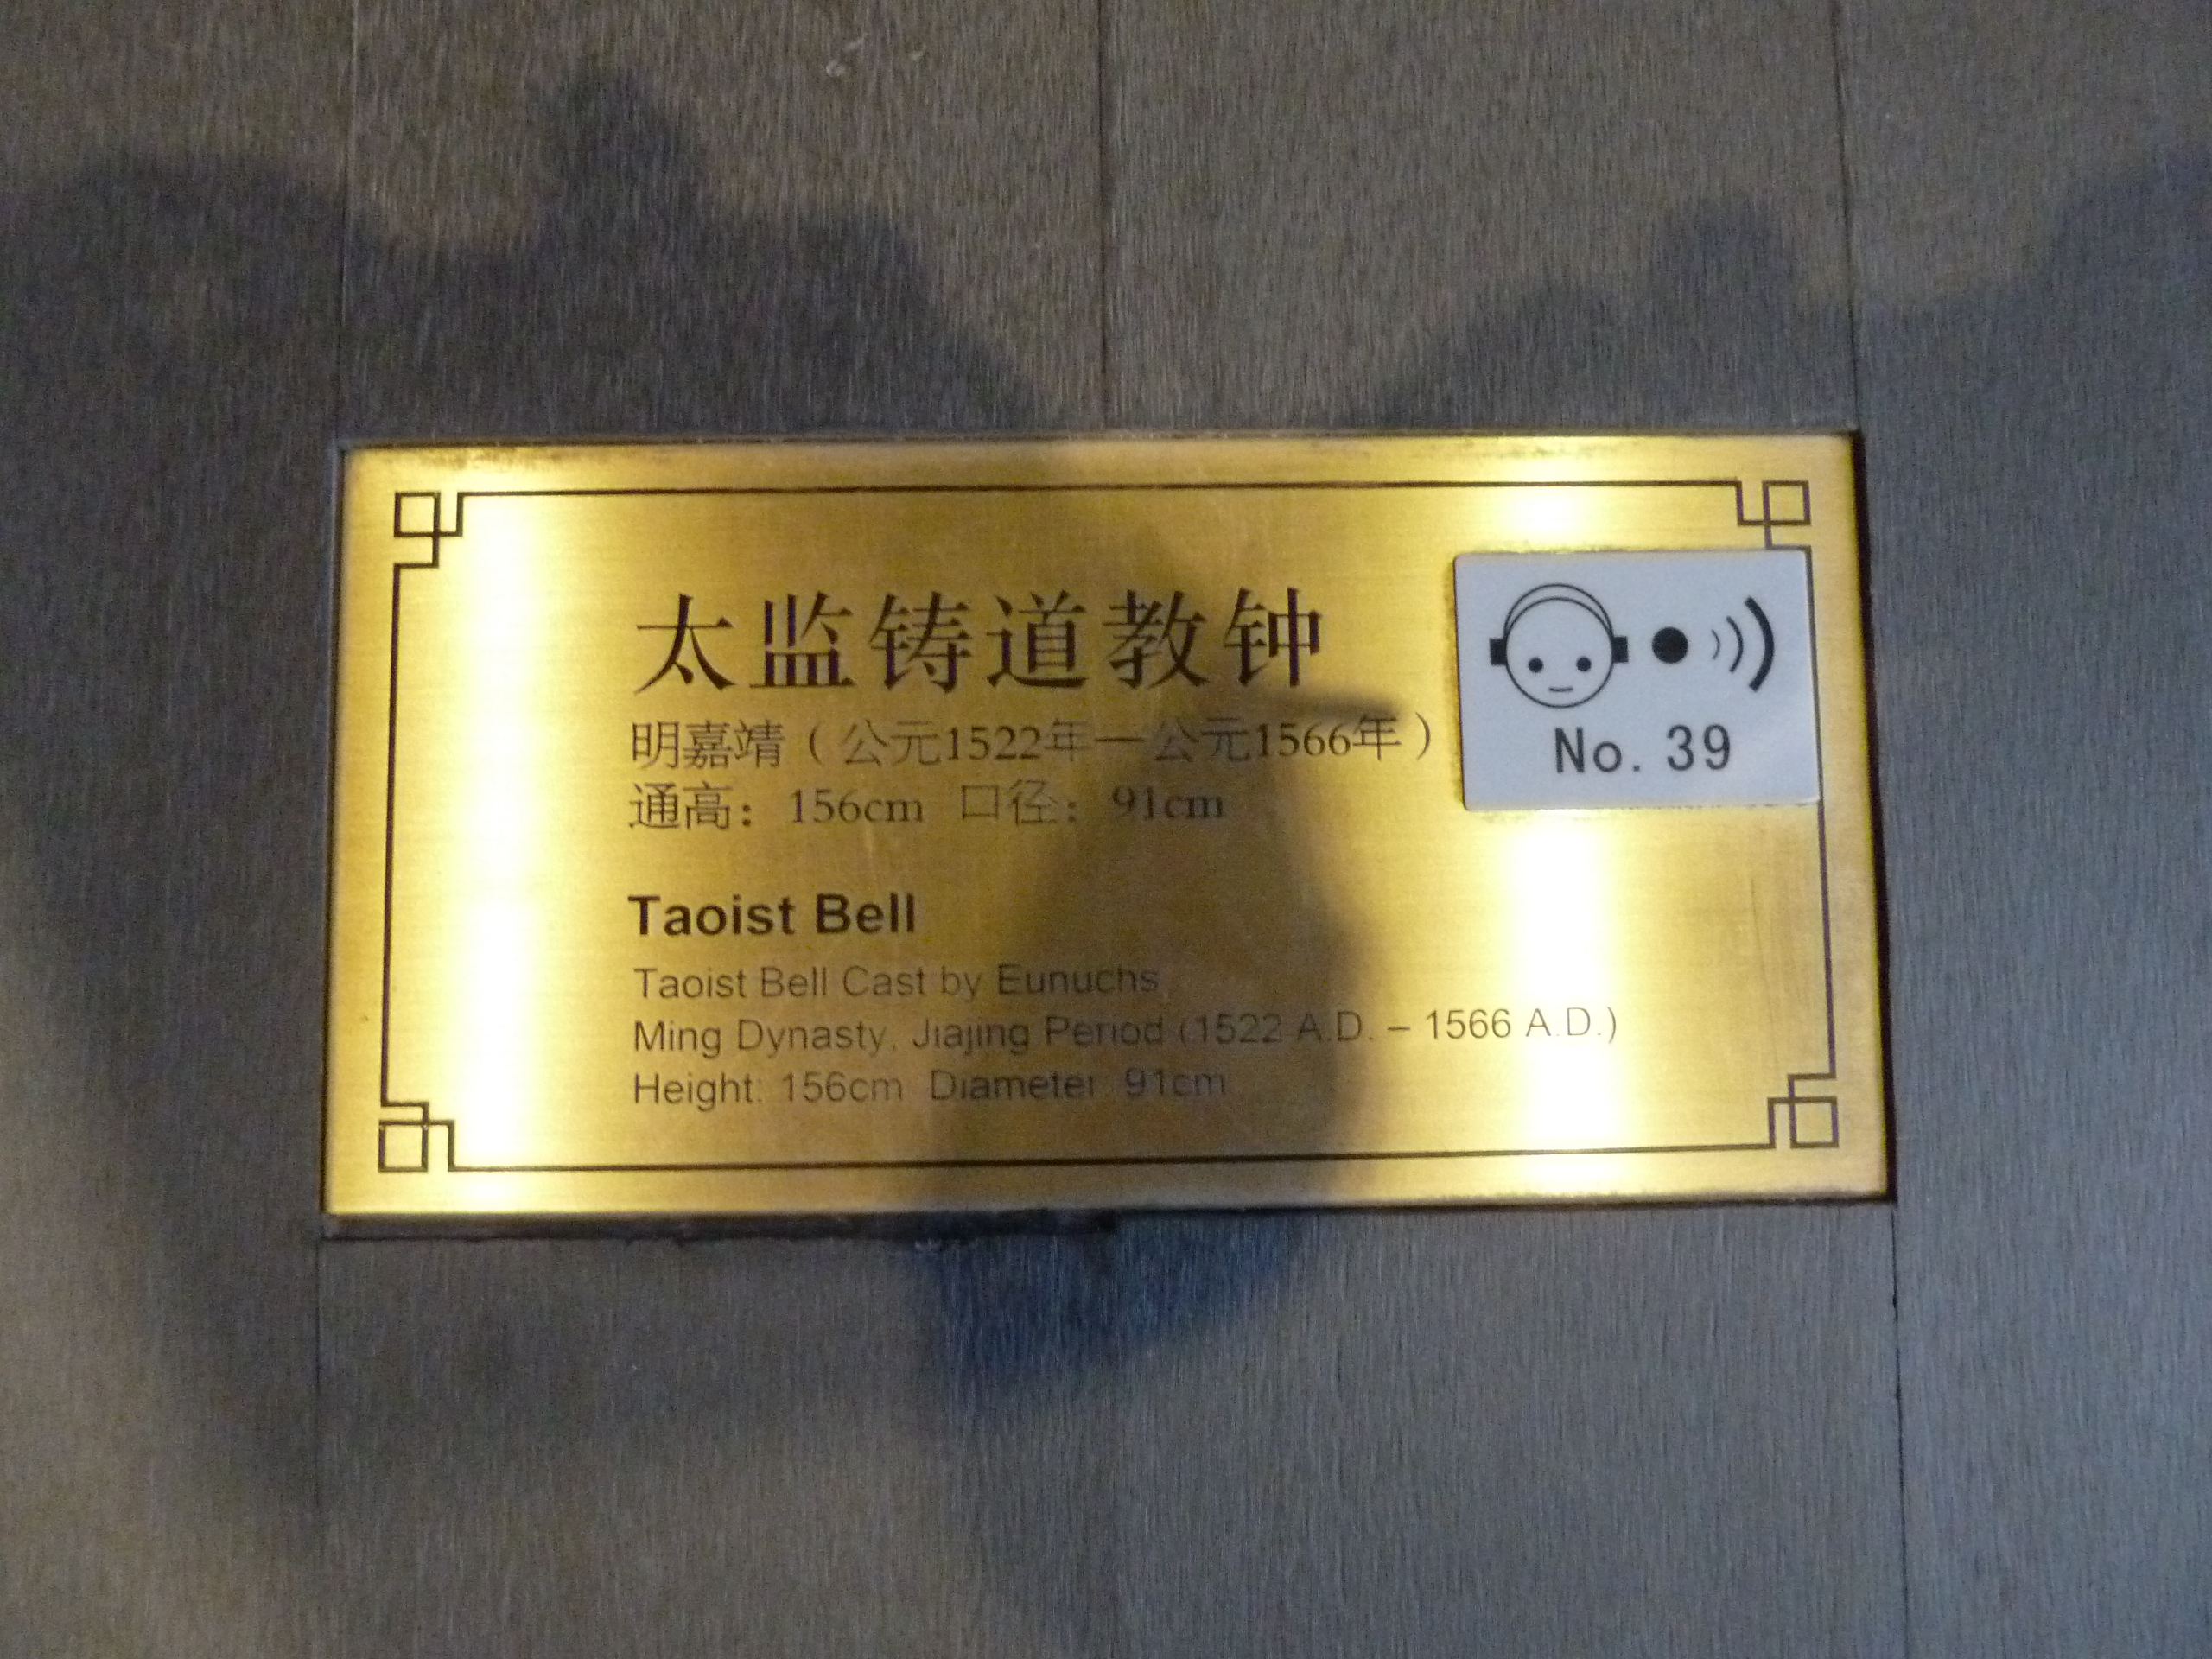 太监铸道教钟
明嘉靖（公元1522年—公元1566年）
通高：156cm 口径：91cm
Taoist Bell
Taoist Bell Cast by Eunuchs
Ming Dynasty, Jiajing Period (1522 A.D. – 1566 A.D.)
Height: 156cm Diameter: 91cm
No. 39